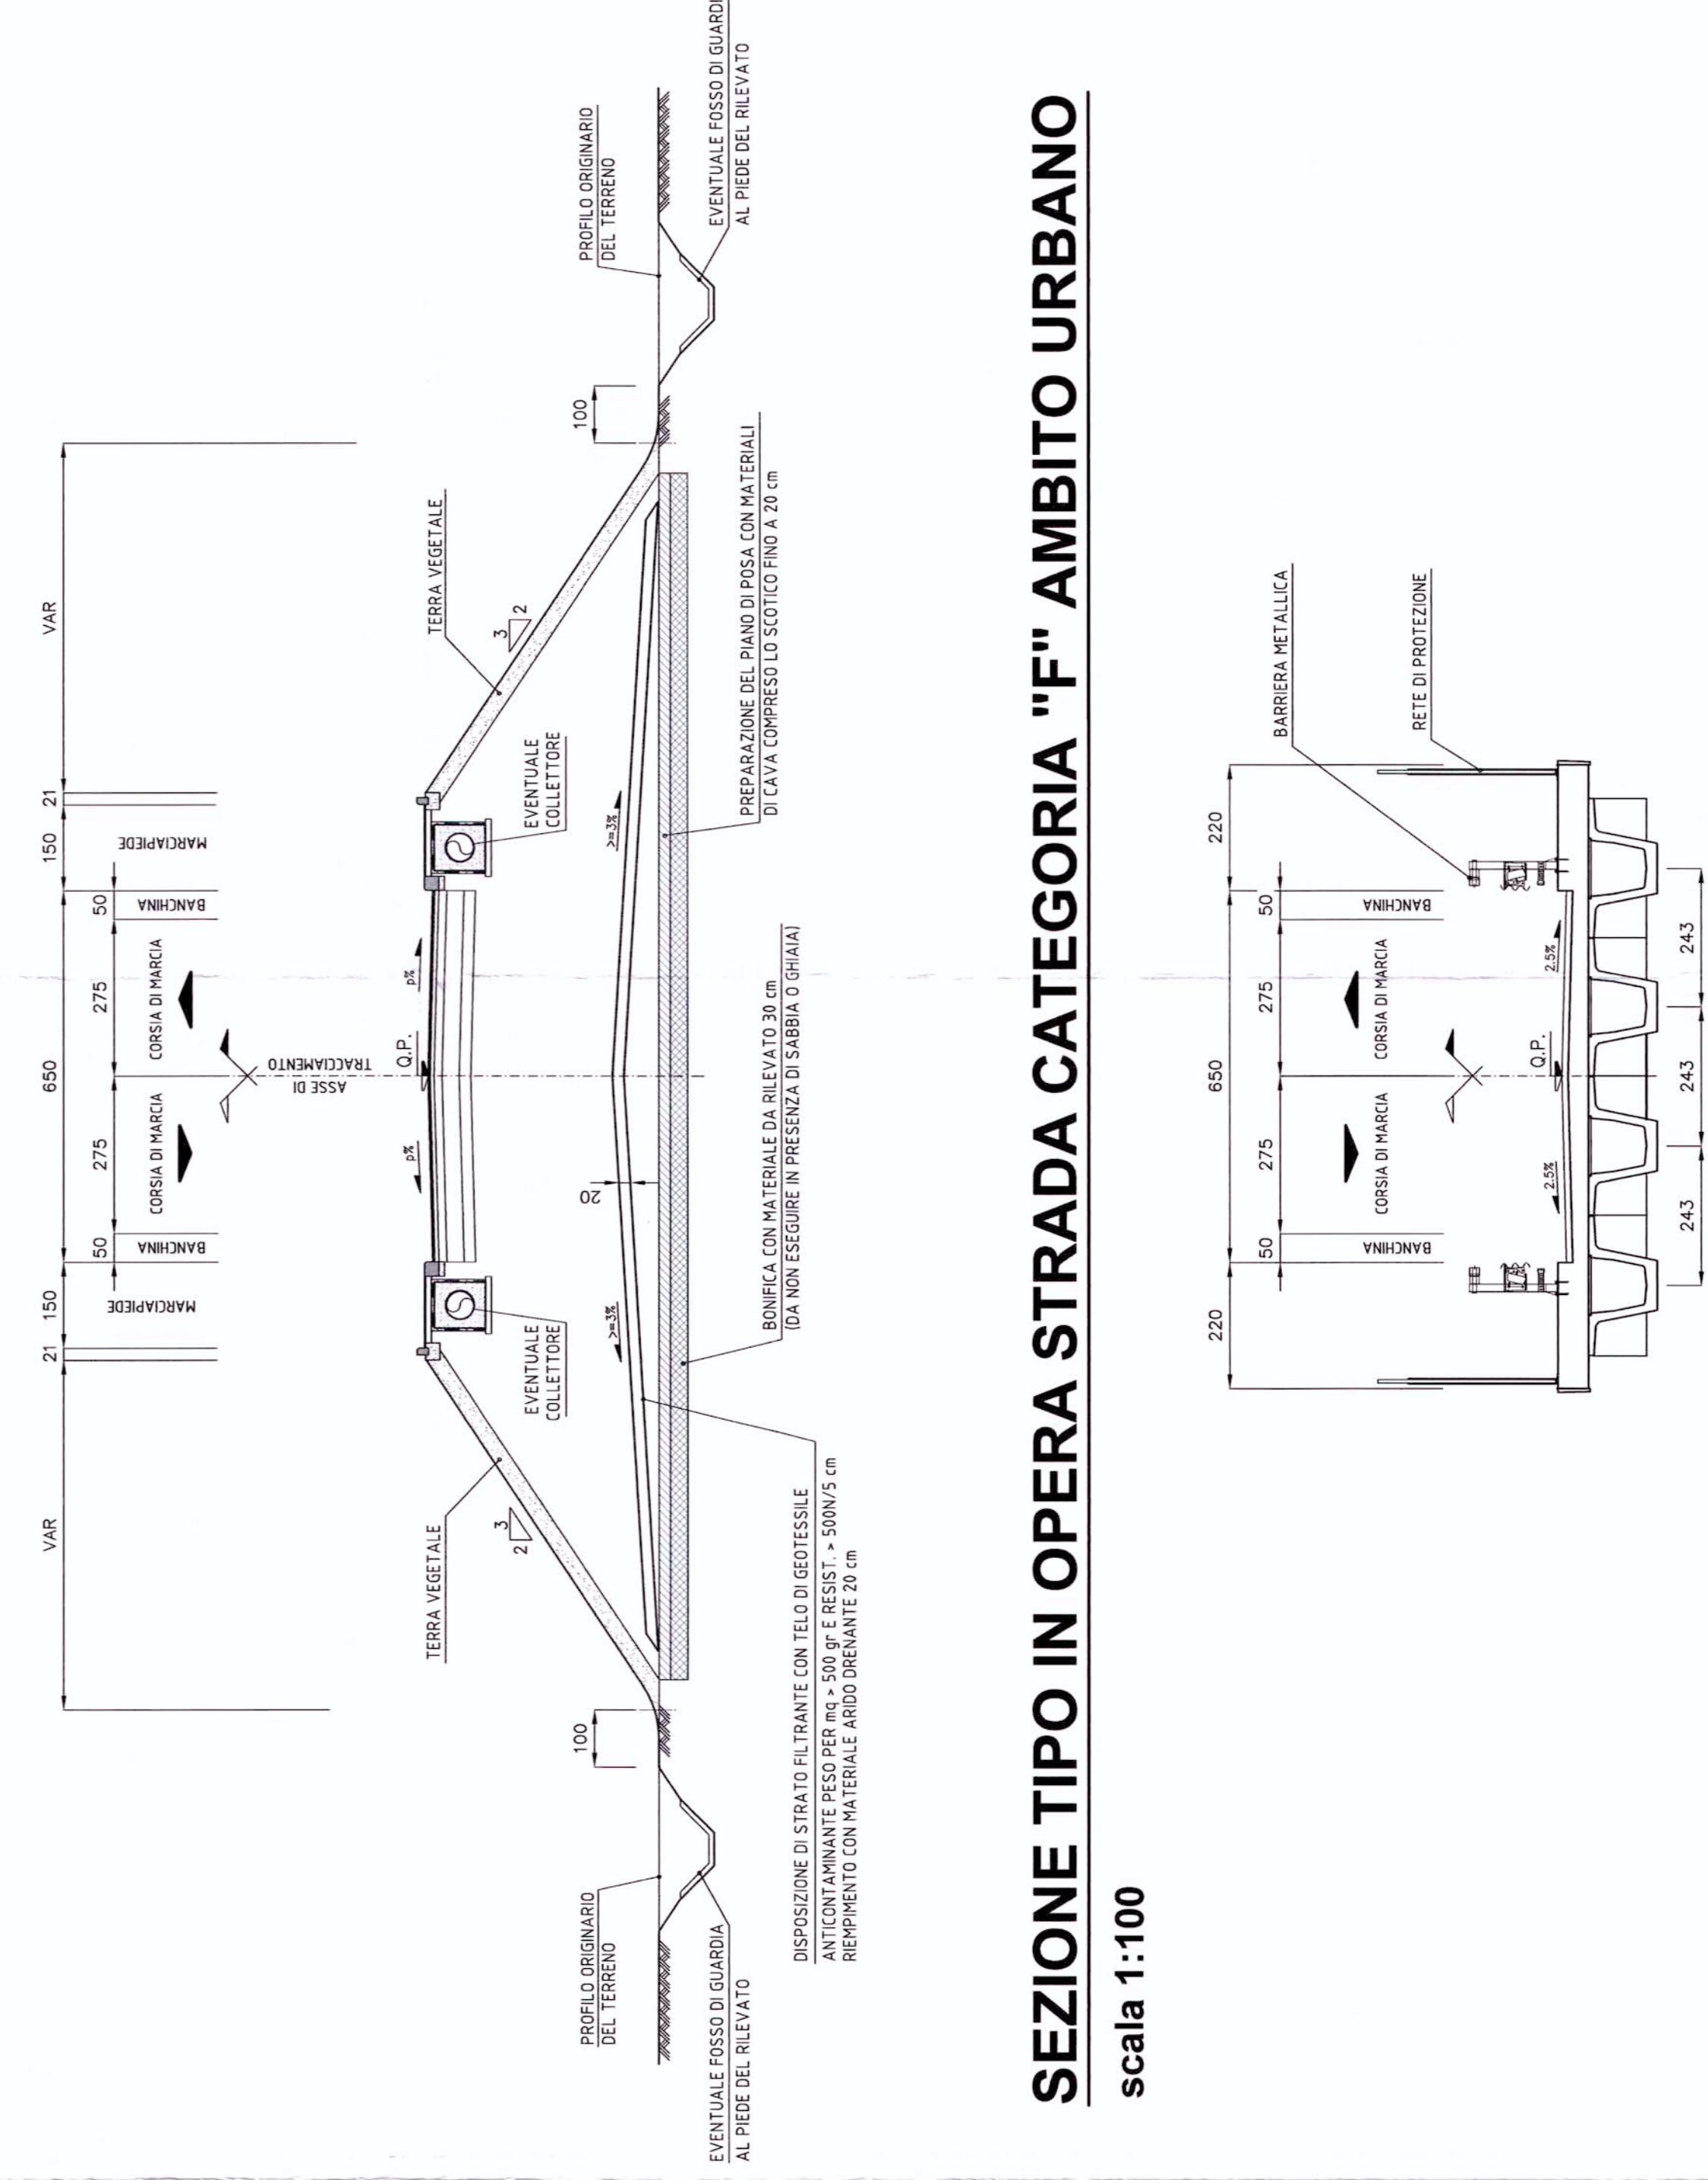 VAR
21
150
650
150
21
VAR
50
275
275
50
MARCIAPIEDE
BANCHINA
CORSIA DI MARCIA
CORSIA DI MARCIA
BANCHINA
MARCIAPIEDE
ASSE DI
TRACCIAMENTO
p%
Q.P.
p%
TERRA VEGETALE
TERRA VEGETALE
3
2
3
2
EVENTUALE
COLLETTORE
EVENTUALE
COLLETTORE
PROFILO ORIGINARIO
DEL TERRENO
100
20
>=3%
>=3%
100
PROFILO ORIGINARIO
DEL TERRENO
EVENTUALE FOSSO DI GUARDIA
AL PIEDE DEL RILEVATO
EVENTUALE FOSSO DI GUARDI
AL PIEDE DEL RILEVATO
DISPOSIZIONE DI STRATO FILTRANTE CON TELO DI GEOTESSILE
ANTICONTAMINANTE PESO PER mq > 500 gr E RESIST. > 500N/5 cm
RIEMPIMENTO CON MATERIALE ARIDO DRENANTE 20 cm
BONIFICA CON MATERIALE DA RILEVATO 30 cm
(DA NON ESEGUIRE IN PRESENZA DI SABBIA O GHIAIA)
PREPARAZIONE DEL PIANO DI POSA CON MATERIALI
DI CAVA COMPRESO LO SCOTICO FINO A 20 cm
SEZIONE TIPO IN OPERA STRADA CATEGORIA "F" AMBITO URBANO
scala 1:100
220
650
220
50
275
275
50
BANCHINA
CORSIA DI MARCIA
CORSIA DI MARCIA
BANCHINA
BARRIERA METALLICA
RETE DI PROTEZIONE
2.5%
Q.P.
2.5%
243
243
243